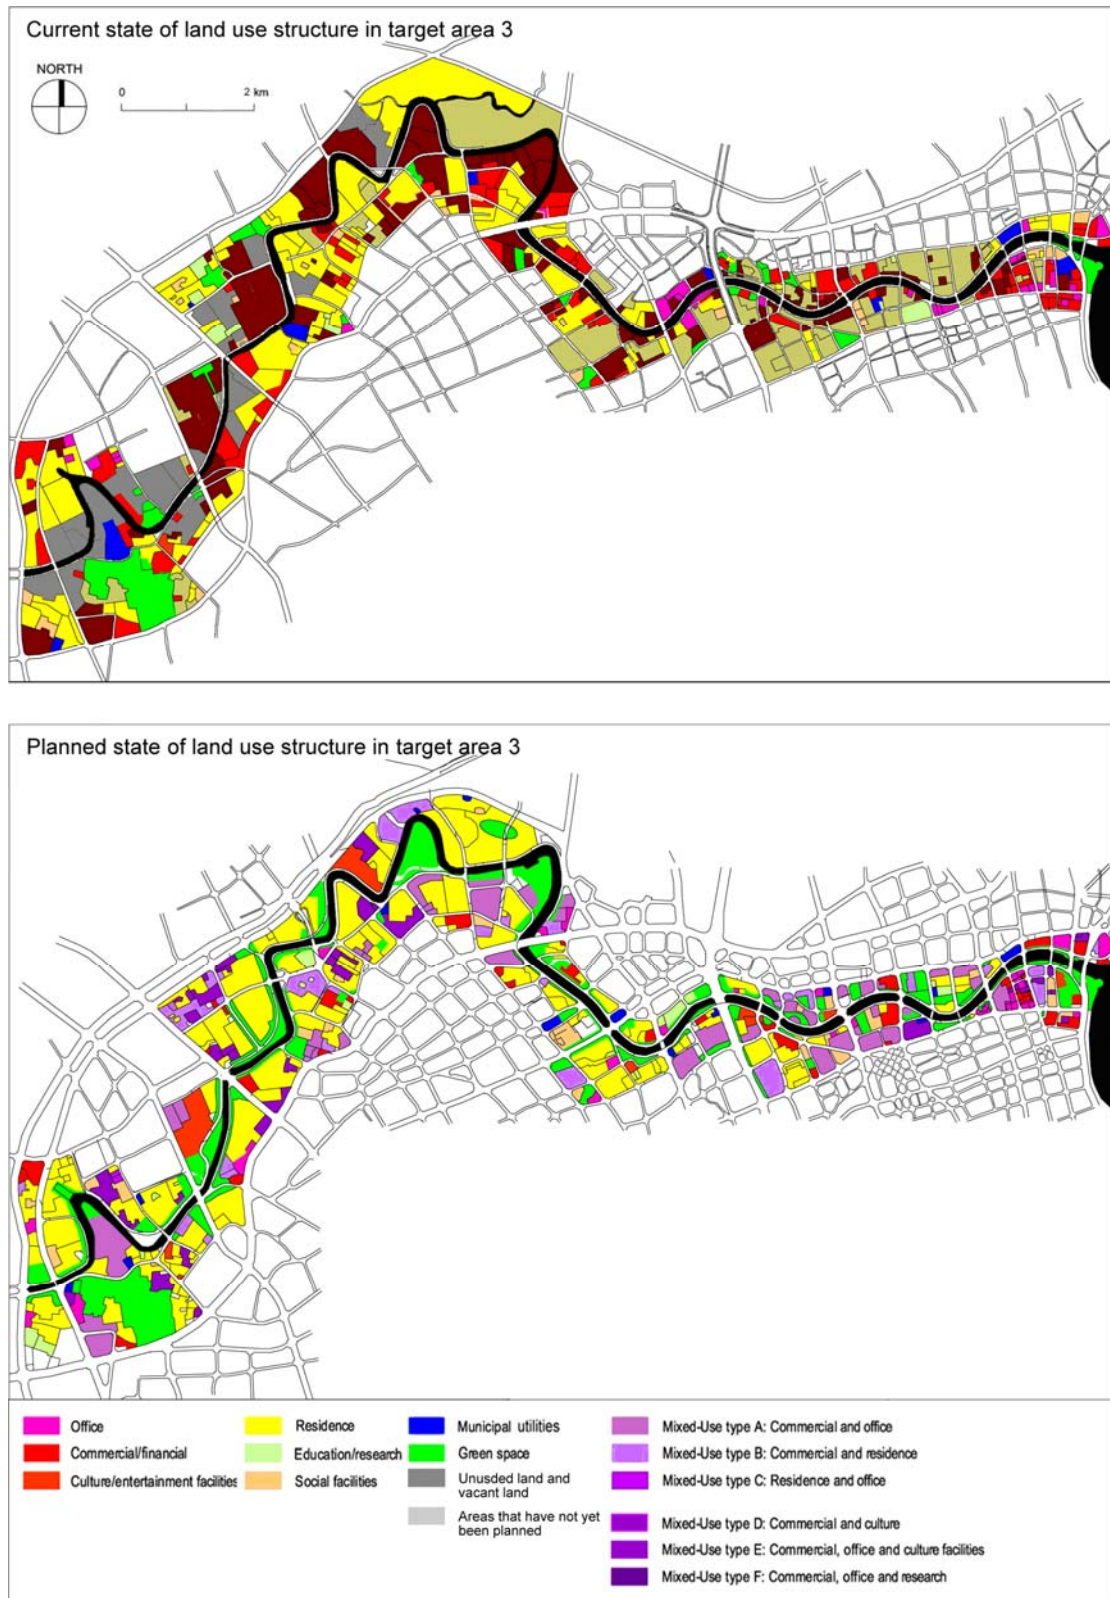 Current state of land use structure in target area 3
NORTH
0 2 km
Planned state of land use structure in target area 3
Office
Commercial/financial
Culture/entertainment facilities
Residence
Education/research
Social facilities
Municipal utilities
Green space
Unusded land and
vacant land
Areas that have not yet
been planned
Mixed-Use type A: Commercial and office
Mixed-Use type B: Commercial and residence
Mixed-Use type C: Residence and office
Mixed-Use type D: Commercial and culture
Mixed-Use type E: Commercial, office and culture facilities
Mixed-Use type F: Commercial, office and research